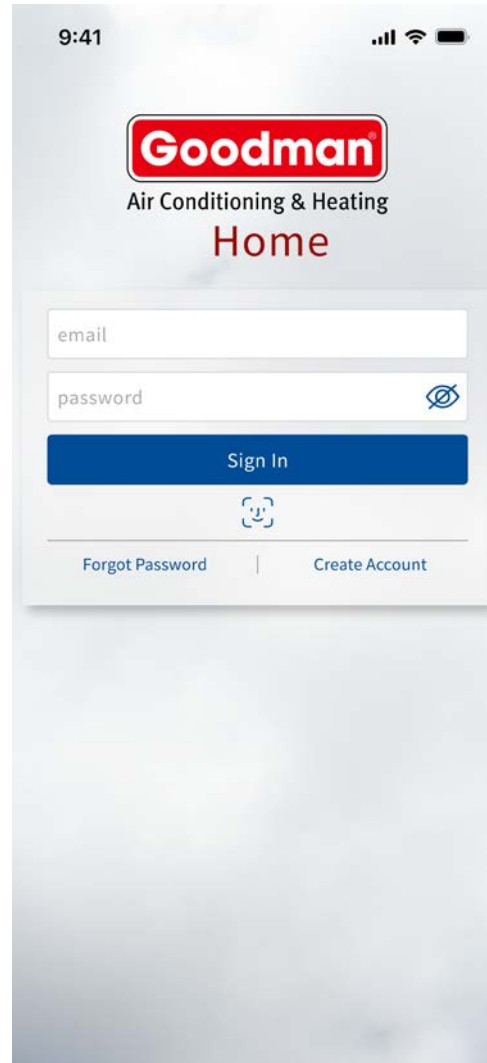 9:41
Goodman®
Air Conditioning & Heating
Home
email
password
Sign In
Forgot Password | Create Account